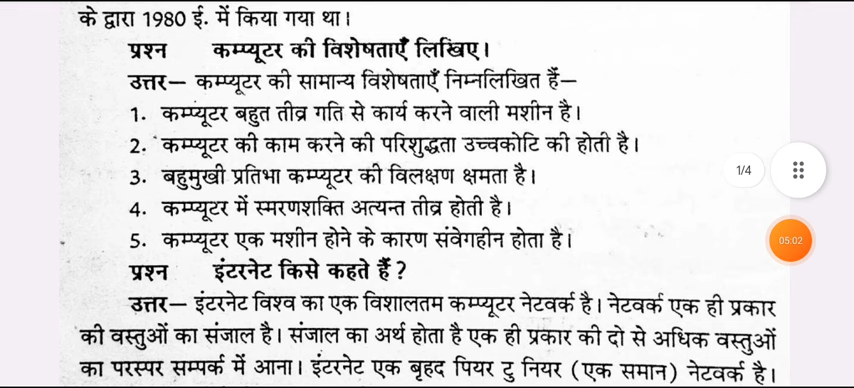 के द्वारा 1980 ई. में किया गया था।
प्रश्न कम्प्यूटर की विशेषताएँ लिखिए।
उत्तर— कम्प्यूटर की सामान्य विशेषताएँ निम्नलिखित हैं—
1. कम्प्यूटर बहुत तीव्र गति से कार्य करने वाली मशीन है।
2. कम्प्यूटर की काम करने की परिशुद्धता उच्चकोटि की होती है।
3. बहुमुखी प्रतिभा कम्प्यूटर की विलक्षण क्षमता है।
1/4
4. कम्प्यूटर में स्मरणशक्ति अत्यन्त तीव्र होती है।
5. कम्प्यूटर एक मशीन होने के कारण संवेगहीन होता है।
05:02
प्रश्न इंटरनेट किसे कहते हैं ?
उत्तर— इंटरनेट विश्व का एक विशालतम कम्प्यूटर नेटवर्क है। नेटवर्क एक ही प्रकार
की वस्तुओं का संजाल है। संजाल का अर्थ होता है एक ही प्रकार की दो से अधिक वस्तुओं
का परस्पर सम्पर्क में आना। इंटरनेट एक बृहद पियर टु नियर (एक समान) नेटवर्क है।